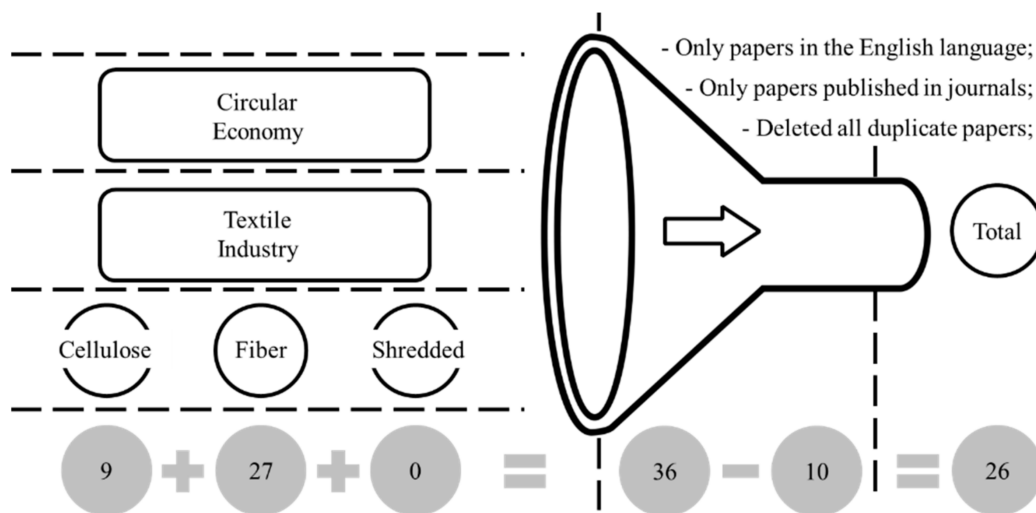 - Only papers in the English language;
- Only papers published in journals;
- Deleted all duplicate papers;
Circular
Economy
Textile
Industry
Total
Cellulose Fiber Shredded
9 + 27 + 0 = 36 - 10 = 26